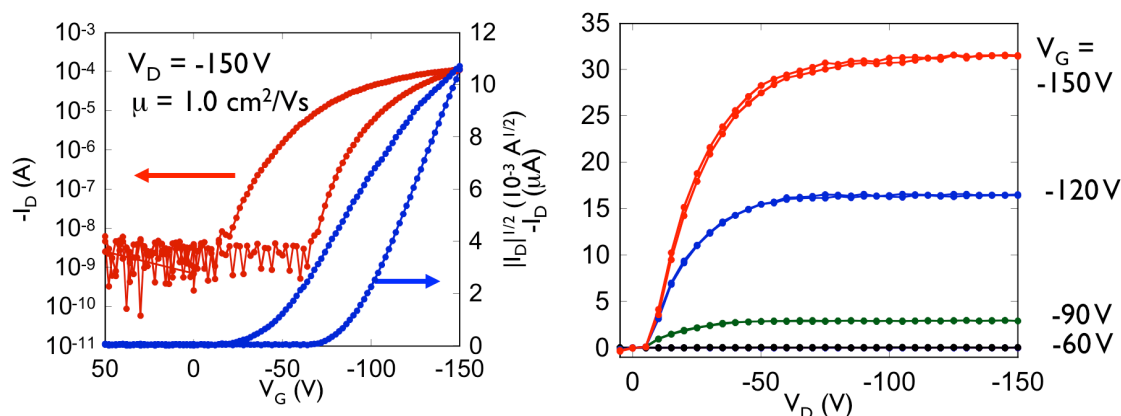 V_D = -150 V
μ = 1.0 cm²/Vs
10⁻³
10⁻⁴
10⁻⁵
10⁻⁶
10⁻⁷
10⁻⁸
10⁻⁹
10⁻¹⁰
10⁻¹¹
-I_D (A)
50
0
-50
-100
-150
V_G (V)
12
10
8
6
4
2
0
|I_D|^1/2 (10⁻³ A^1/2)
-I_D (μA)
35
30
25
20
15
10
5
0
0
-50
-100
-150
V_D (V)
V_G =
-150 V
-120 V
-90 V
-60 V